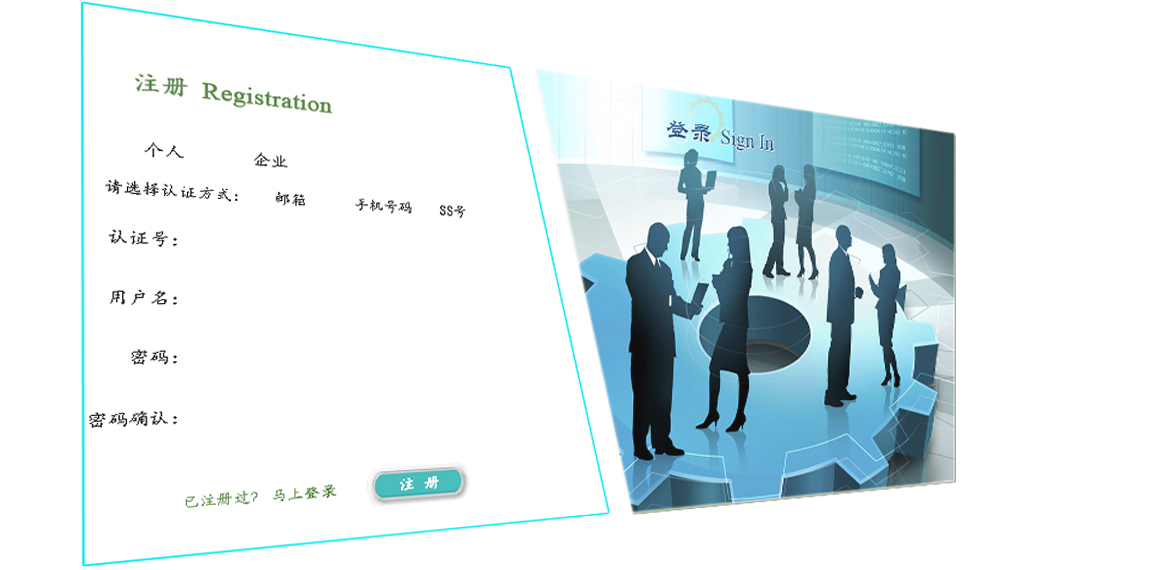 注册 Registration
个人 企业
请选择认证方式: 邮箱 手机号码 SS号
认证号:
用户名:
密码:
密码确认:
已注册过? 马上登录
注 册
登录 Sign In